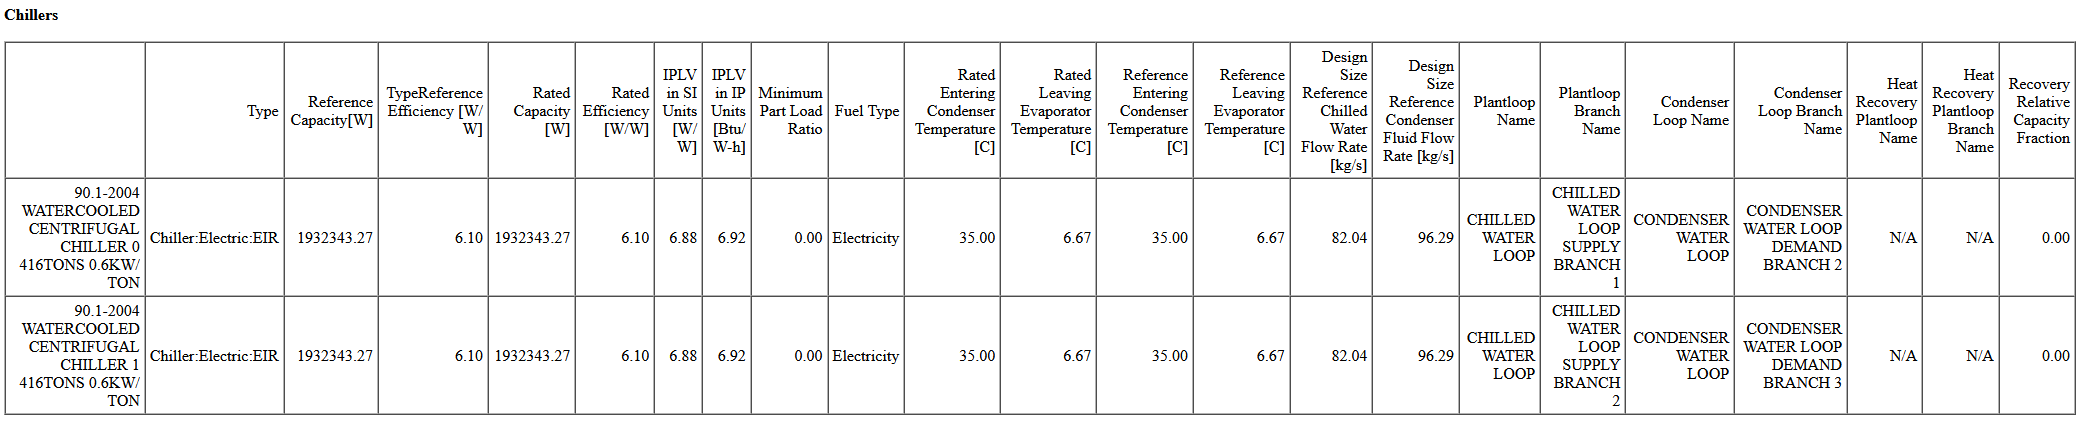 Chillers
Type
Reference
Capacity[W]
TypeReference
Efficiency [W/
W]
Rated
Capacity
[W]
Rated
Efficiency
[W/W]
IPLV
in SI
Units
[W/
W]
IPLV
in IP
Units
[Btu/
W-h]
Minimum
Part Load
Ratio
Fuel Type
Rated
Entering
Condenser
Temperature
[C]
Rated
Leaving
Evaporator
Temperature
[C]
Reference
Entering
Condenser
Temperature
[C]
Reference
Leaving
Evaporator
Temperature
[C]
Design
Size
Reference
Chilled
Water
Flow Rate
[kg/s]
Design
Size
Reference
Condenser
Fluid Flow
Rate [kg/s]
Plantloop
Name
Plantloop
Branch
Name
Condenser
Loop Name
Condenser
Loop Branch
Name
Heat
Recovery
Plantloop
Name
Heat
Recovery
Plantloop
Branch
Name
Recovery
Relative
Capacity
Fraction
90.1-2004
WATERCOOLED
CENTRIFUGAL
CHILLER 0
416TONS 0.6KW/
TON
Chiller:Electric:EIR
1932343.27
6.10
1932343.27
6.10
6.88
6.92
0.00
Electricity
35.00
6.67
35.00
6.67
82.04
96.29
CHILLED
WATER
LOOP
CHILLED
WATER
LOOP
SUPPLY
BRANCH
1
CONDENSER
WATER
LOOP
CONDENSER
WATER LOOP
DEMAND
BRANCH 2
N/A
N/A
0.00
90.1-2004
WATERCOOLED
CENTRIFUGAL
CHILLER 1
416TONS 0.6KW/
TON
Chiller:Electric:EIR
1932343.27
6.10
1932343.27
6.10
6.88
6.92
0.00
Electricity
35.00
6.67
35.00
6.67
82.04
96.29
CHILLED
WATER
LOOP
CHILLED
WATER
LOOP
SUPPLY
BRANCH
2
CONDENSER
WATER
LOOP
CONDENSER
WATER LOOP
DEMAND
BRANCH 3
N/A
N/A
0.00